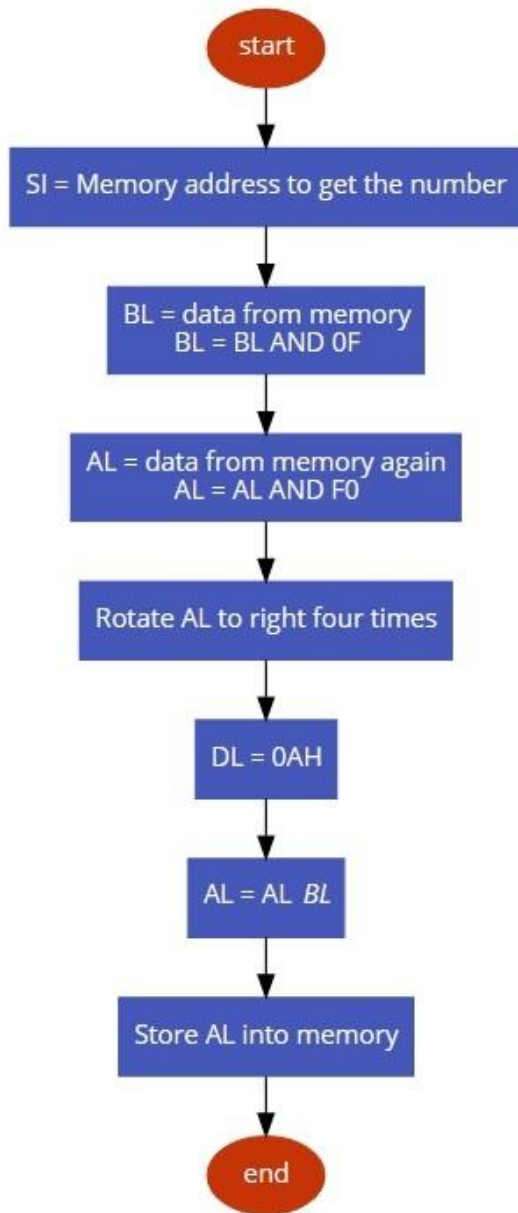 start
SI = Memory address to get the number
BL = data from memory
BL = BL AND 0F
AL = data from memory again
AL = AL AND F0
Rotate AL to right four times
DL = 0AH
AL = AL BL
Store AL into memory
end